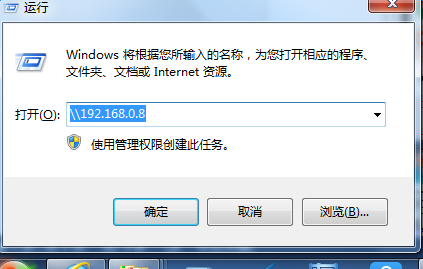 运行
Windows 将根据您所输入的名称，为您打开相应的程序、
文件夹、文档或 Internet 资源。
打开(O): \\192.168.0.8
使用管理权限创建此任务。
确定 取消 浏览(B)...